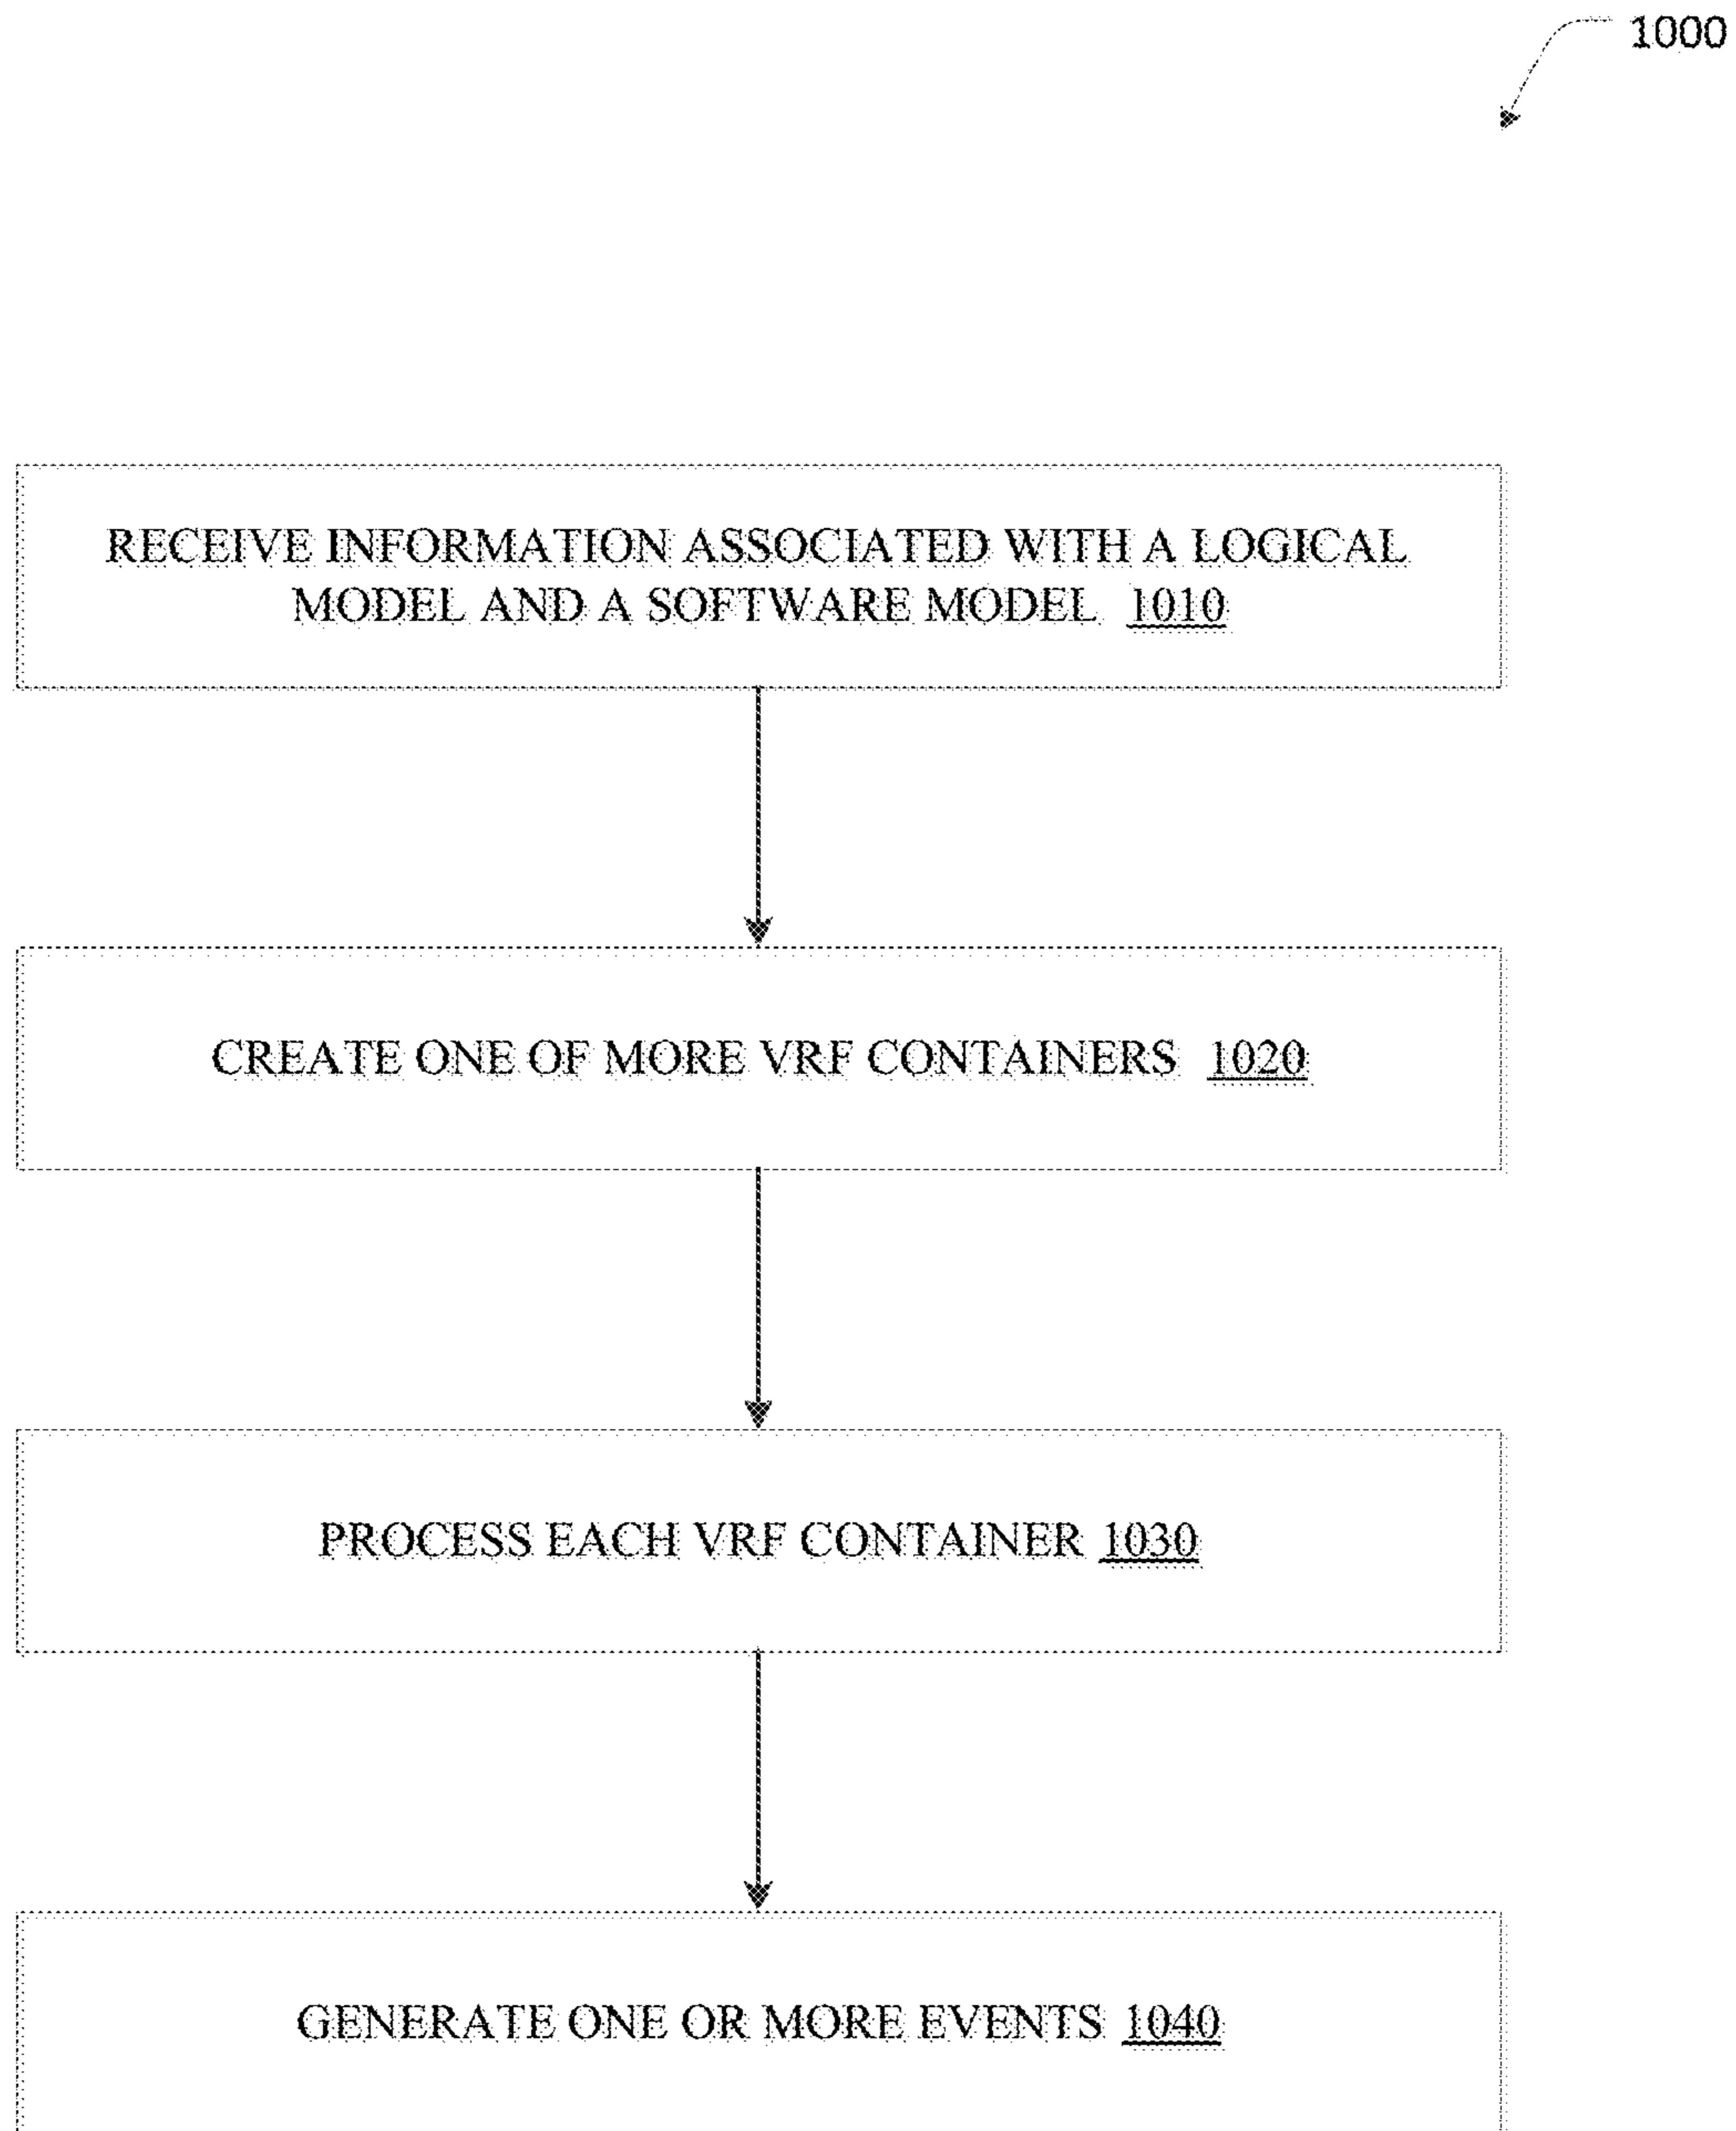 1000
RECEIVE INFORMATION ASSOCIATED WITH A LOGICAL
MODEL AND A SOFTWARE MODEL 1010
CREATE ONE OF MORE VRF CONTAINERS 1020
PROCESS EACH VRF CONTAINER 1030
GENERATE ONE OR MORE EVENTS 1040